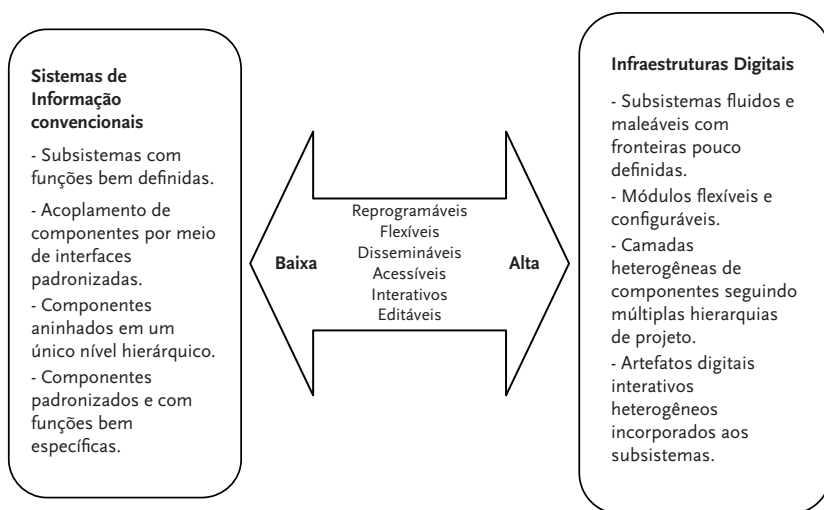 Sistemas de
Informação
convencionais
- Subsistemas com
funções bem definidas.
- Acoplamento de
componentes por meio
de interfaces
padronizadas.
- Componentes
aninhados em um
único nível hierárquico.
- Componentes
padronizados e com
funções bem
específicas.
Baixa
Reprogramáveis
Flexíveis
Dissemináveis
Acessíveis
Interativos
Editáveis
Alta
Infraestruturas Digitais
- Subsistemas fluidos e
maleáveis com
fronteiras pouco
definidas.
- Módulos flexíveis e
configuráveis.
- Camadas
heterogêneas de
componentes seguindo
múltiplas hierarquias
de projeto.
- Artefatos digitais
interativos
heterogêneos
incorporados aos
subsistemas.